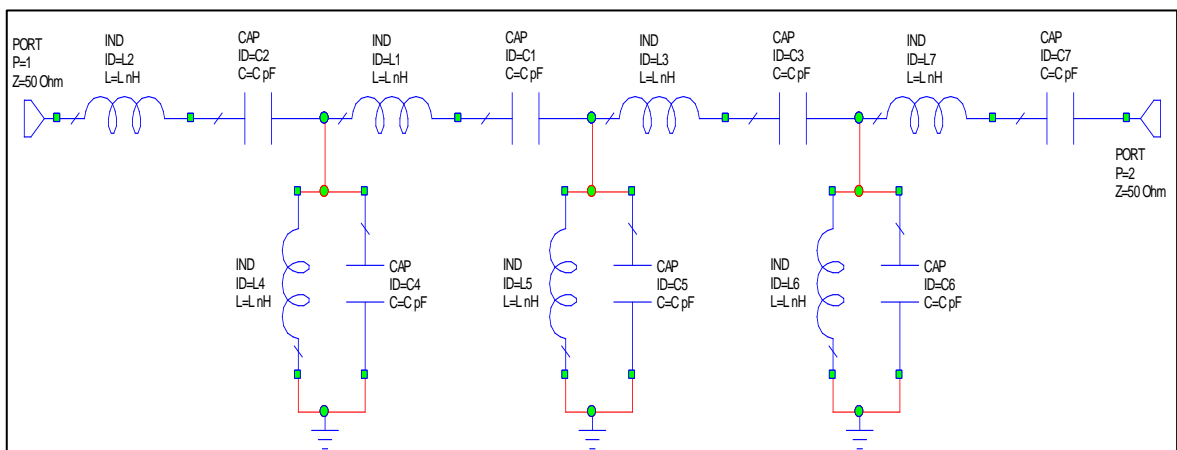 PORT
P=1
Z=50 Ohm
IND
ID=L2
L=L nH
CAP
ID=C2
C=C pF
IND
ID=L1
L=L nH
CAP
ID=C1
C=C pF
IND
ID=L3
L=L nH
CAP
ID=C3
C=C pF
IND
ID=L7
L=L nH
CAP
ID=C7
C=C pF
PORT
P=2
Z=50 Ohm
IND
ID=L4
L=L nH
CAP
ID=C4
C=C pF
IND
ID=L5
L=L nH
CAP
ID=C5
C=C pF
IND
ID=L6
L=L nH
CAP
ID=C6
C=C pF